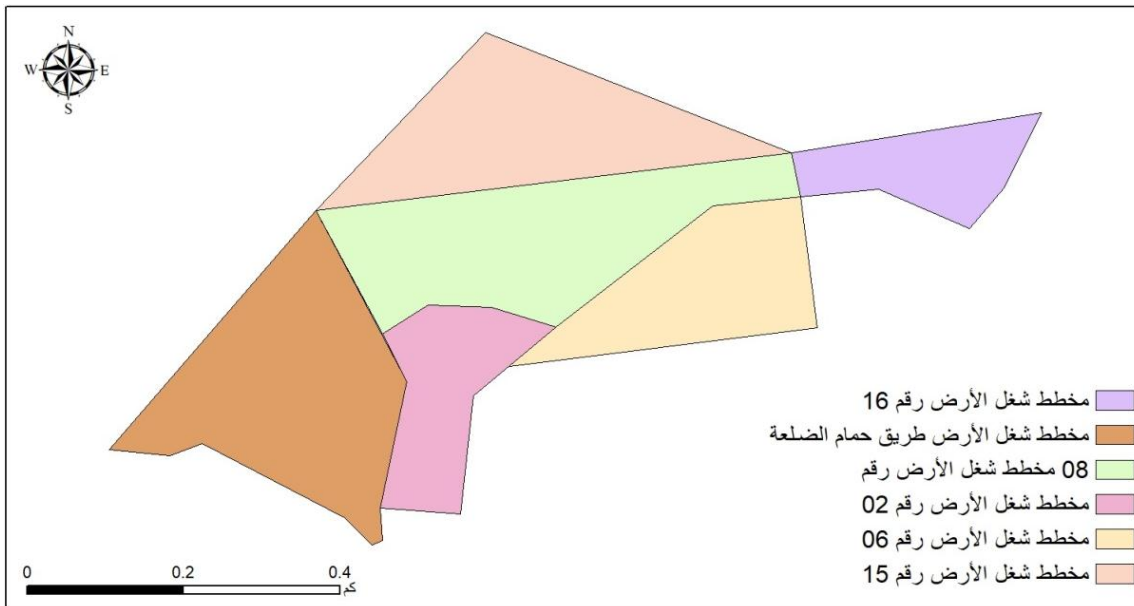 N
W E
S
مخطط شغل الأرض رقم 16
مخطط شغل الأرض طريق حمام الضلعة
08 مخطط شغل الأرض رقم
مخطط شغل الأرض رقم 02
مخطط شغل الأرض رقم 06
مخطط شغل الأرض رقم 15
0 0.2 0.4
كم